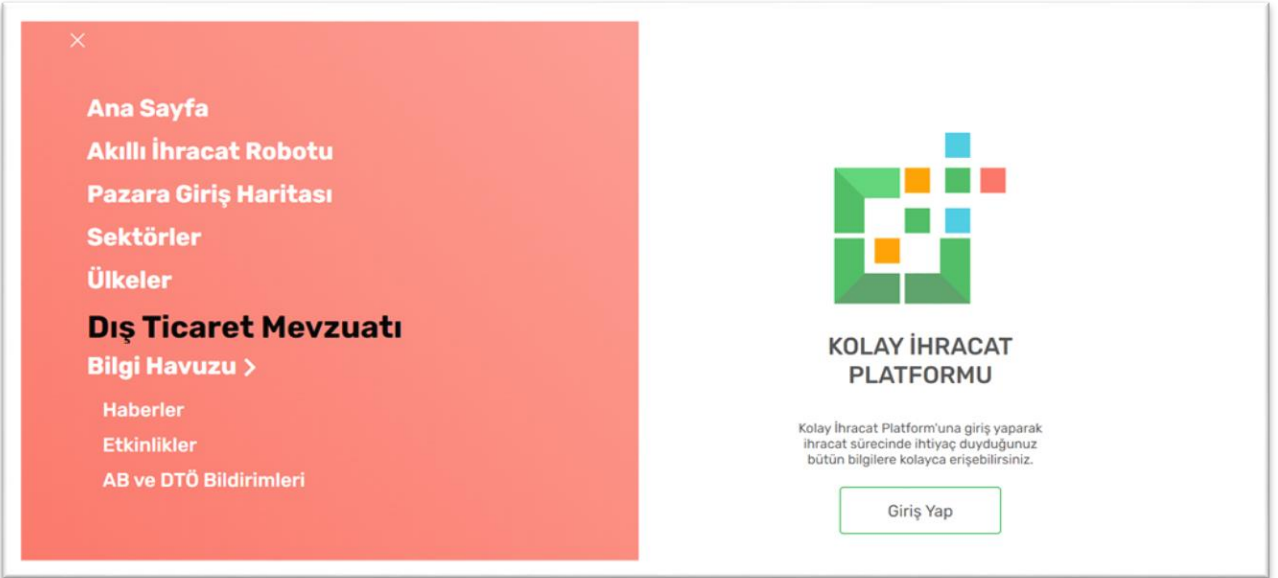 Ana Sayfa
Akıllı İhracat Robotu
Pazara Giriş Haritası
Sektörler
Ülkeler
Dış Ticaret Mevzuatı
Bilgi Havuzu >
Haberler
Etkinlikler
AB ve DTÖ Bildirimleri
KOLAY İHRACAT
PLATFORMU
Kolay İhracat Platform'una giriş yaparak
ihracat sürecinde ihtiyaç duyduğunuz
bütün bilgilere kolayca erişebilirsiniz.
Giriş Yap